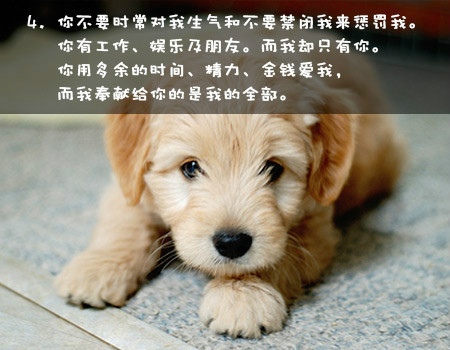 4. 你不要时常对我生气和不要禁闭我来惩罚我。
你有工作、娱乐及朋友。而我却只有你。
你用多余的时间、精力、金钱爱我，
而我奉献给你的是我的全部。